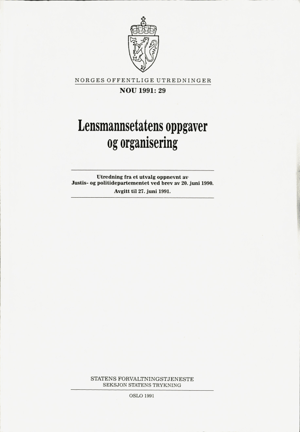 NORGES OFFENTLIGE UTREDNINGER
NOU 1991: 29
Lensmannsetatens oppgaver
og organisering
Utredning fra et utvalg oppnevnt av
Justis- og politidepartementet ved brev av 20. juni 1990.
Avgitt til 27. juni 1991.
STATENS FORVALTNINGSTJENESTE
SEKSJON STATENS TRYKNING
OSLO 1991